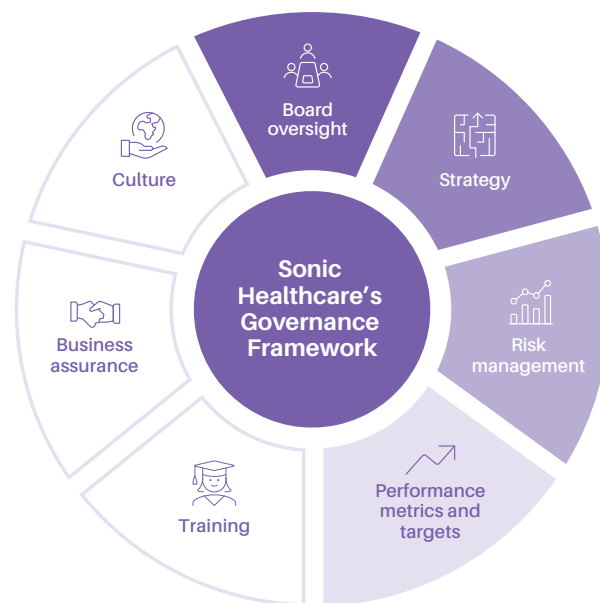 Board
oversight
Strategy
Risk
management
Performance
metrics and
targets
Training
Business
assurance
Culture
Sonic
Healthcare’s
Governance
Framework